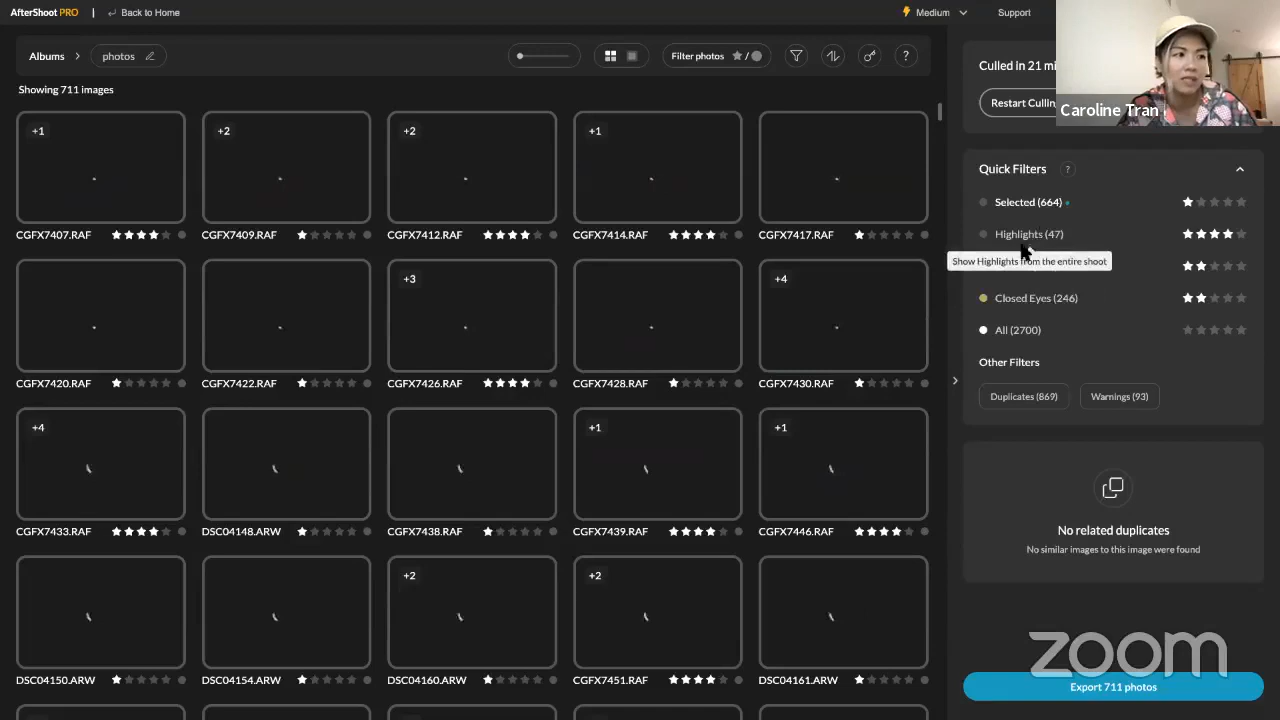 AfterShoot PRO | Back to Home
Medium
Support
Albums > photos
Filter photos /
?
Showing 711 images
+1
+2
+2
+1
CGFX7407.RAF
CGFX7409.RAF
CGFX7412.RAF
CGFX7414.RAF
CGFX7417.RAF
+3
+4
CGFX7420.RAF
CGFX7422.RAF
CGFX7426.RAF
CGFX7428.RAF
CGFX7430.RAF
+4
+1
+1
CGFX7433.RAF
DSC04148.ARW
CGFX7438.RAF
CGFX7439.RAF
CGFX7446.RAF
+2
+2
DSC04150.ARW
DSC04154.ARW
DSC04160.ARW
CGFX7451.RAF
DSC04161.ARW
Culled in 21 mi
Restart Cullin
Caroline Tran
Quick Filters ?
Selected (664)
Highlights (47)
Show Highlights from the entire shoot
Closed Eyes (246)
All (2700)
Other Filters
Duplicates (869)
Warnings (93)
No related duplicates
No similar images to this image were found
zoom
Export 711 photos